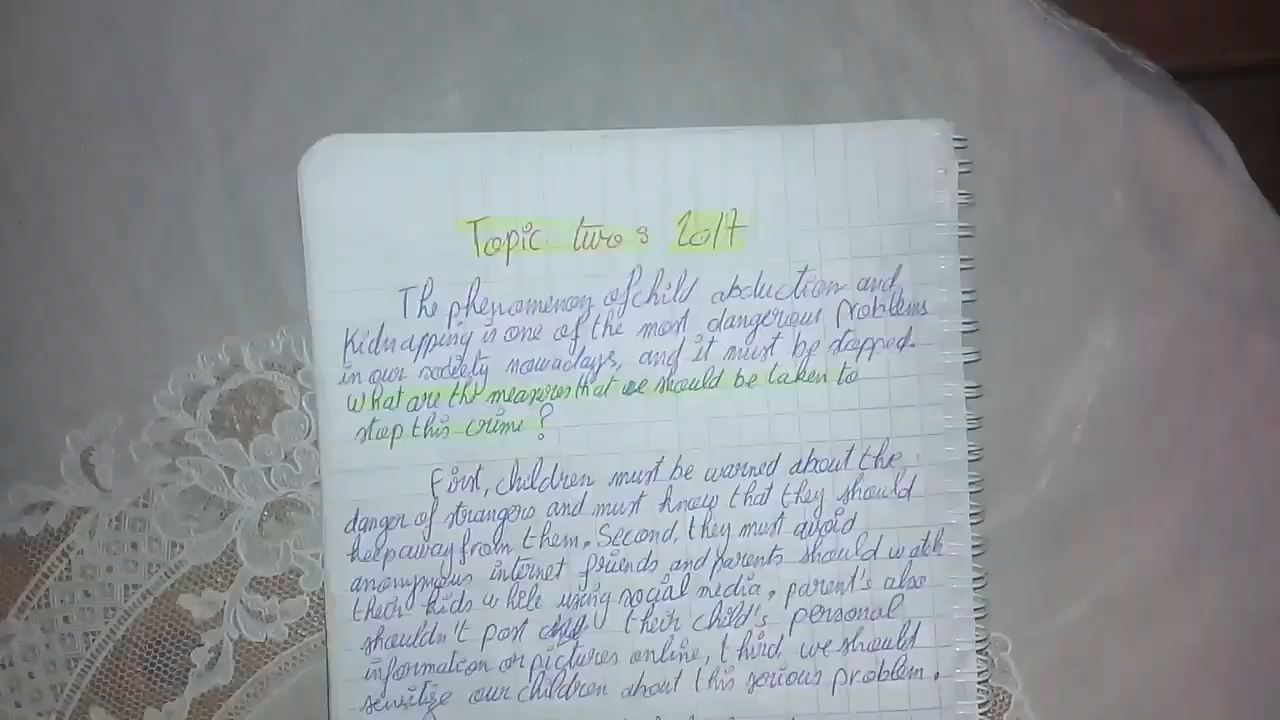 Topic two : 2017
The phenomenon of child abduction and
Kidnapping is one of the most dangerous problems
in our society nowadays, and it must be stopped.
What are the measures that we should be taken to
stop this crime ?
First, children must be warned about the
danger of strangers and must know that they should
keep away from them. Second, they must avoid
anonymous internet friends and parents should watch
their kids while using social media, parent's also
shouldn't post their child's personal
information or pictures online, third we should
sensitize our children about this serious problem.